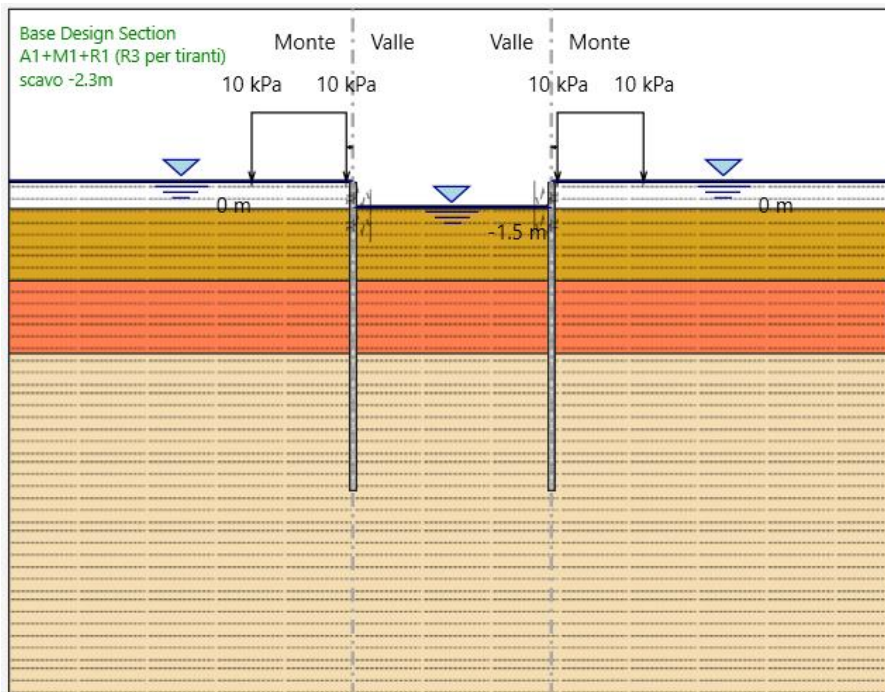 Base Design Section
A1+M1+R1 (R3 per tiranti)
scavo -2.3m
Monte
Valle
Valle
Monte
10 kPa
10 kPa
10 kPa
10 kPa
0 m
0 m
-1.5 m